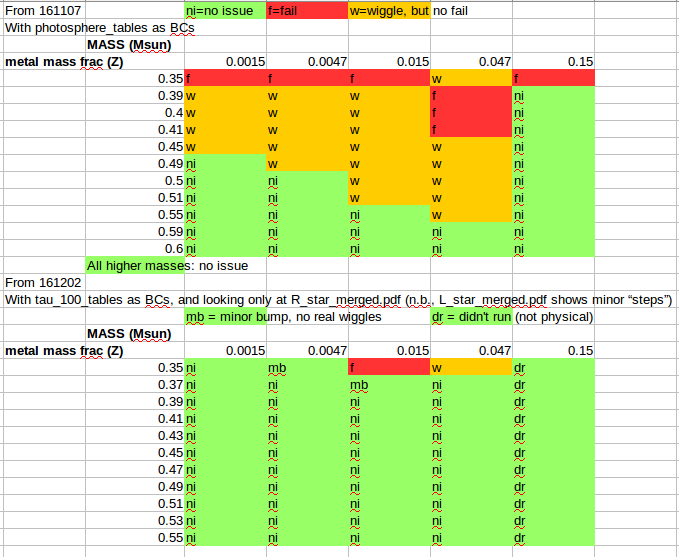 From 161107 ni=no issue f=fail w=wiggle, but no fail
With photosphere_tables as BCs
MASS (Msun)
metal mass frac (Z) 0.0015 0.0047 0.015 0.047 0.15
0.35 f f f w f
0.39 w w w f ni
0.4 w w w f ni
0.41 w w w f ni
0.45 w w w w ni
0.49 ni w w w ni
0.5 ni ni w w ni
0.51 ni ni w w ni
0.55 ni ni ni w ni
0.59 ni ni ni ni ni
0.6 ni ni ni ni ni
All higher masses: no issue
From 161202
With tau_100_tables as BCs, and looking only at R_star_merged.pdf (n.b., L_star_merged.pdf shows minor “steps”)
mb = minor bump, no real wiggles dr = didn't run (not physical)
MASS (Msun)
metal mass frac (Z) 0.0015 0.0047 0.015 0.047 0.15
0.35 ni mb f w dr
0.37 ni ni mb ni dr
0.39 ni ni ni ni dr
0.41 ni ni ni ni dr
0.43 ni ni ni ni dr
0.45 ni ni ni ni dr
0.47 ni ni ni ni dr
0.49 ni ni ni ni dr
0.51 ni ni ni ni dr
0.53 ni ni ni ni dr
0.55 ni ni ni ni dr